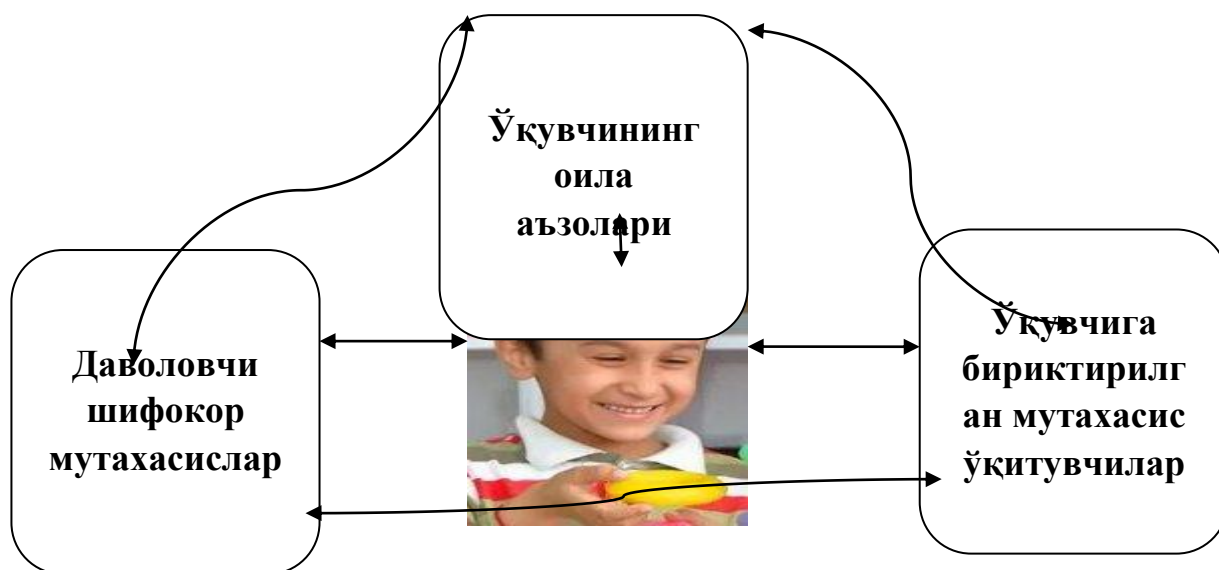 Ўқувчининг
оила
аъзолари
Даволовчи
шифокор
мутахасислар
Ўқувчига
бириктирилг
ан мутахасис
ўқитувчилар